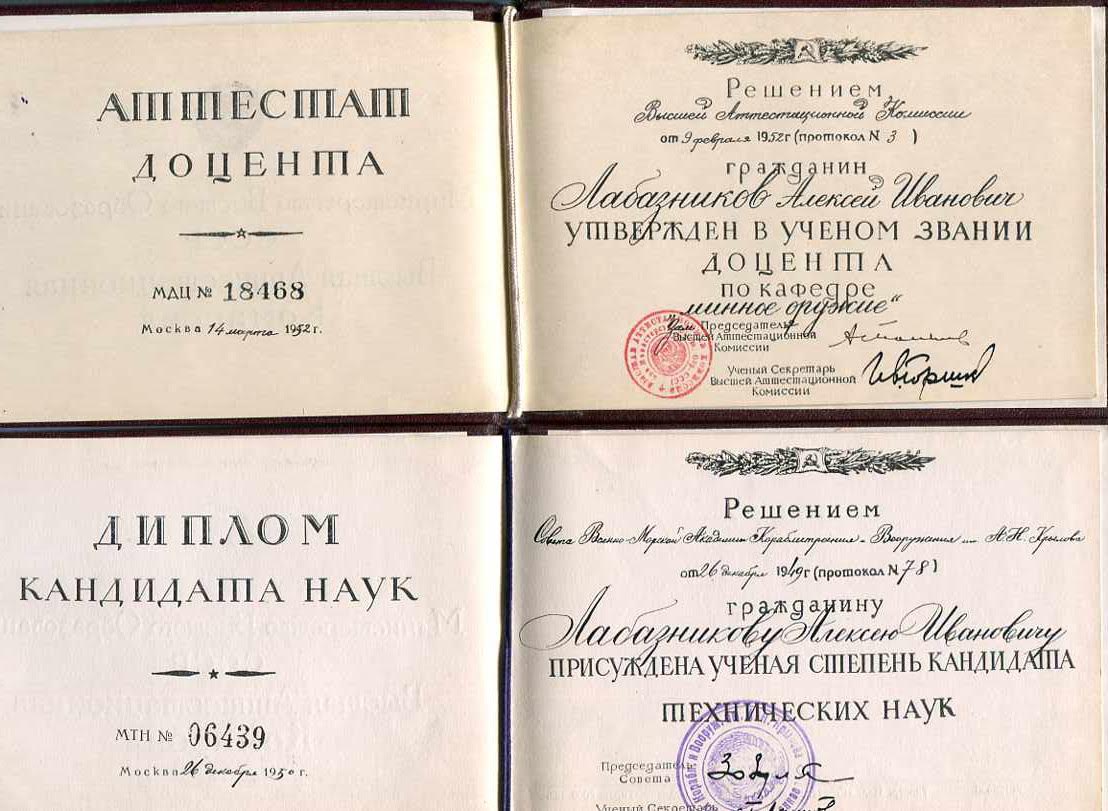 АТТЕСТАТ
ДОЦЕНТА
МДЦ № 18468
Москва 14 марта 1952 г.
Решением
Высшей Аттестационной Комиссии
от 9 февраля 1952 г (протокол N 3 )
гражданин
Лабазников Алексей Иванович
УТВЕРЖДЕН В УЧЕНОМ ЗВАНИИ
ДОЦЕНТА
ПО КАФЕДРЕ
минное оружие"
Зам. Председатель
Высшей Аттестационной
Комиссии
Ученый Секретарь
Высшей Аттестационной
Комиссии
ДИПЛОМ
КАНДИДАТА НАУК
МТН № 06439
Москва 26 декабря 1950 г.
Решением
Совета Военно-Морской Академии Кораблестроения и Вооружения им. А. Н. Крылова
от 26 декабря 1949 г (протокол N 78 )
гражданину
Лабазникову Алексею Ивановичу
ПРИСУЖДЕНА УЧЕНАЯ СТЕПЕНЬ КАНДИДАТА
ТЕХНИЧЕСКИХ НАУК
Председатель
Совета
Ученый Секретарь